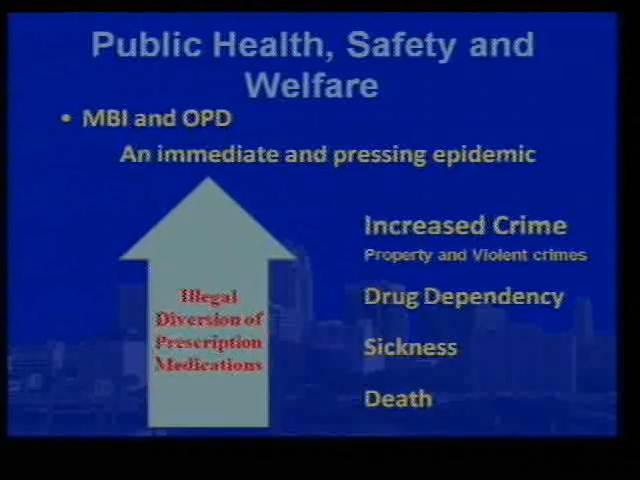 Public Health, Safety and
Welfare
• MBI and OPD
An immediate and pressing epidemic
Increased Crime
Property and Violent crimes
Illegal
Diversion of
Prescription
Medications
Drug Dependency
Sickness
Death